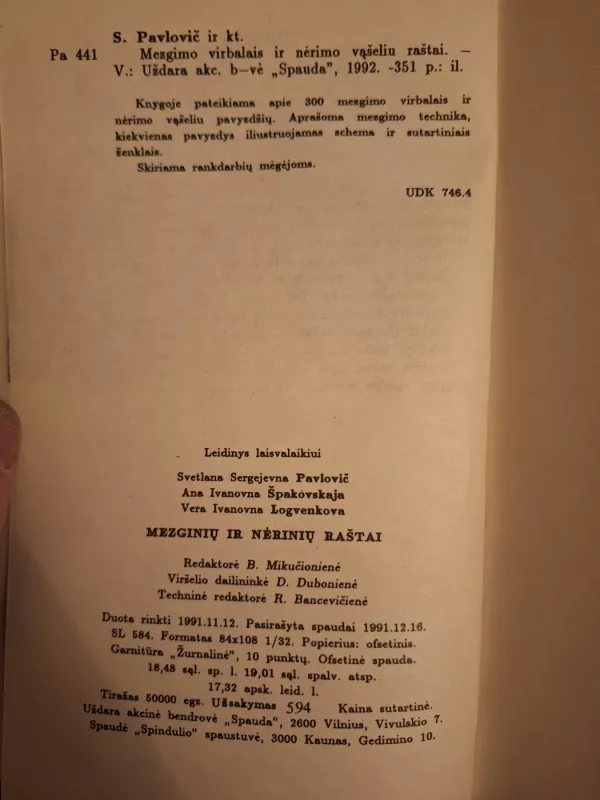 S. Pavlovič ir kt.
Pa 441 Mezgimo virbalais ir nėrimo vąšeliu raštai. –
V.: Uždara akc. b–vė „Spauda”, 1992. -351 p.: il.
Knygoje pateikiama apie 300 mezgimo virbalais ir
nėrimo vąšeliu pavyzdžių. Aprašoma mezgimo technika,
kiekvienas pavyzdys iliustruojamas schema ir sutartiniais
ženklais.
Skiriama rankdarbių mėgėjoms.
UDK 746.4
Leidinys laisvalaikiui
Svetlana Sergejevna Pavlovič
Ana Ivanovna Špakovskaja
Vera Ivanovna Logvenkova
MEZGINIŲ IR NĖRINIŲ RAŠTAI
Redaktorė B. Mikučionienė
Viršelio dailininkė D. Dubonienė
Techninė redaktorė R. Bancevičienė
Duota rinkti 1991.11.12. Pasirašyta spaudai 1991.12.16.
SL 584. Formatas 84x108 1/32. Popierius: ofsetinis.
Garnitūra „Žurnalinė”, 10 punktų. Ofsetinė spauda.
18,48 sąl. sp. l. 19,01 sąl. spalv. atsp.
17,32 apsk. leid. l.
Tiražas 50000 egz. Užsakymas 594 Kaina sutartinė.
Uždara akcinė bendrovė „Spauda”, 2600 Vilnius, Vivulskio 7.
Spaudė „Spindulio” spaustuvė, 3000 Kaunas, Gedimino 10.